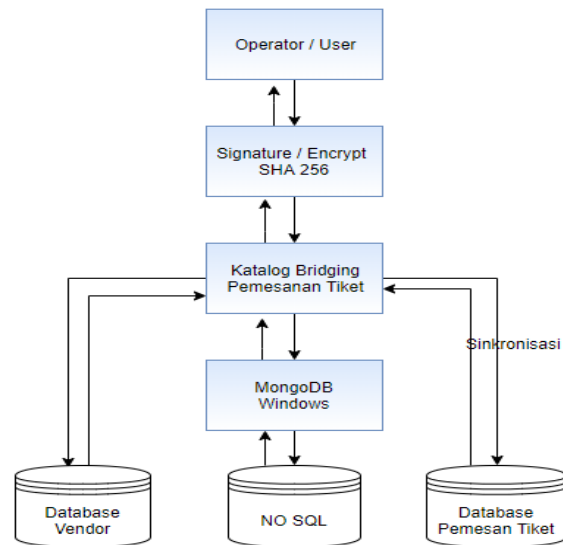 Operator / User
Signature / Encrypt
SHA 256
Katalog Bridging
Pemesanan Tiket
Sinkronisasi
MongoDB
Windows
Database
Vendor
NO SQL
Database
Pemesan Tiket